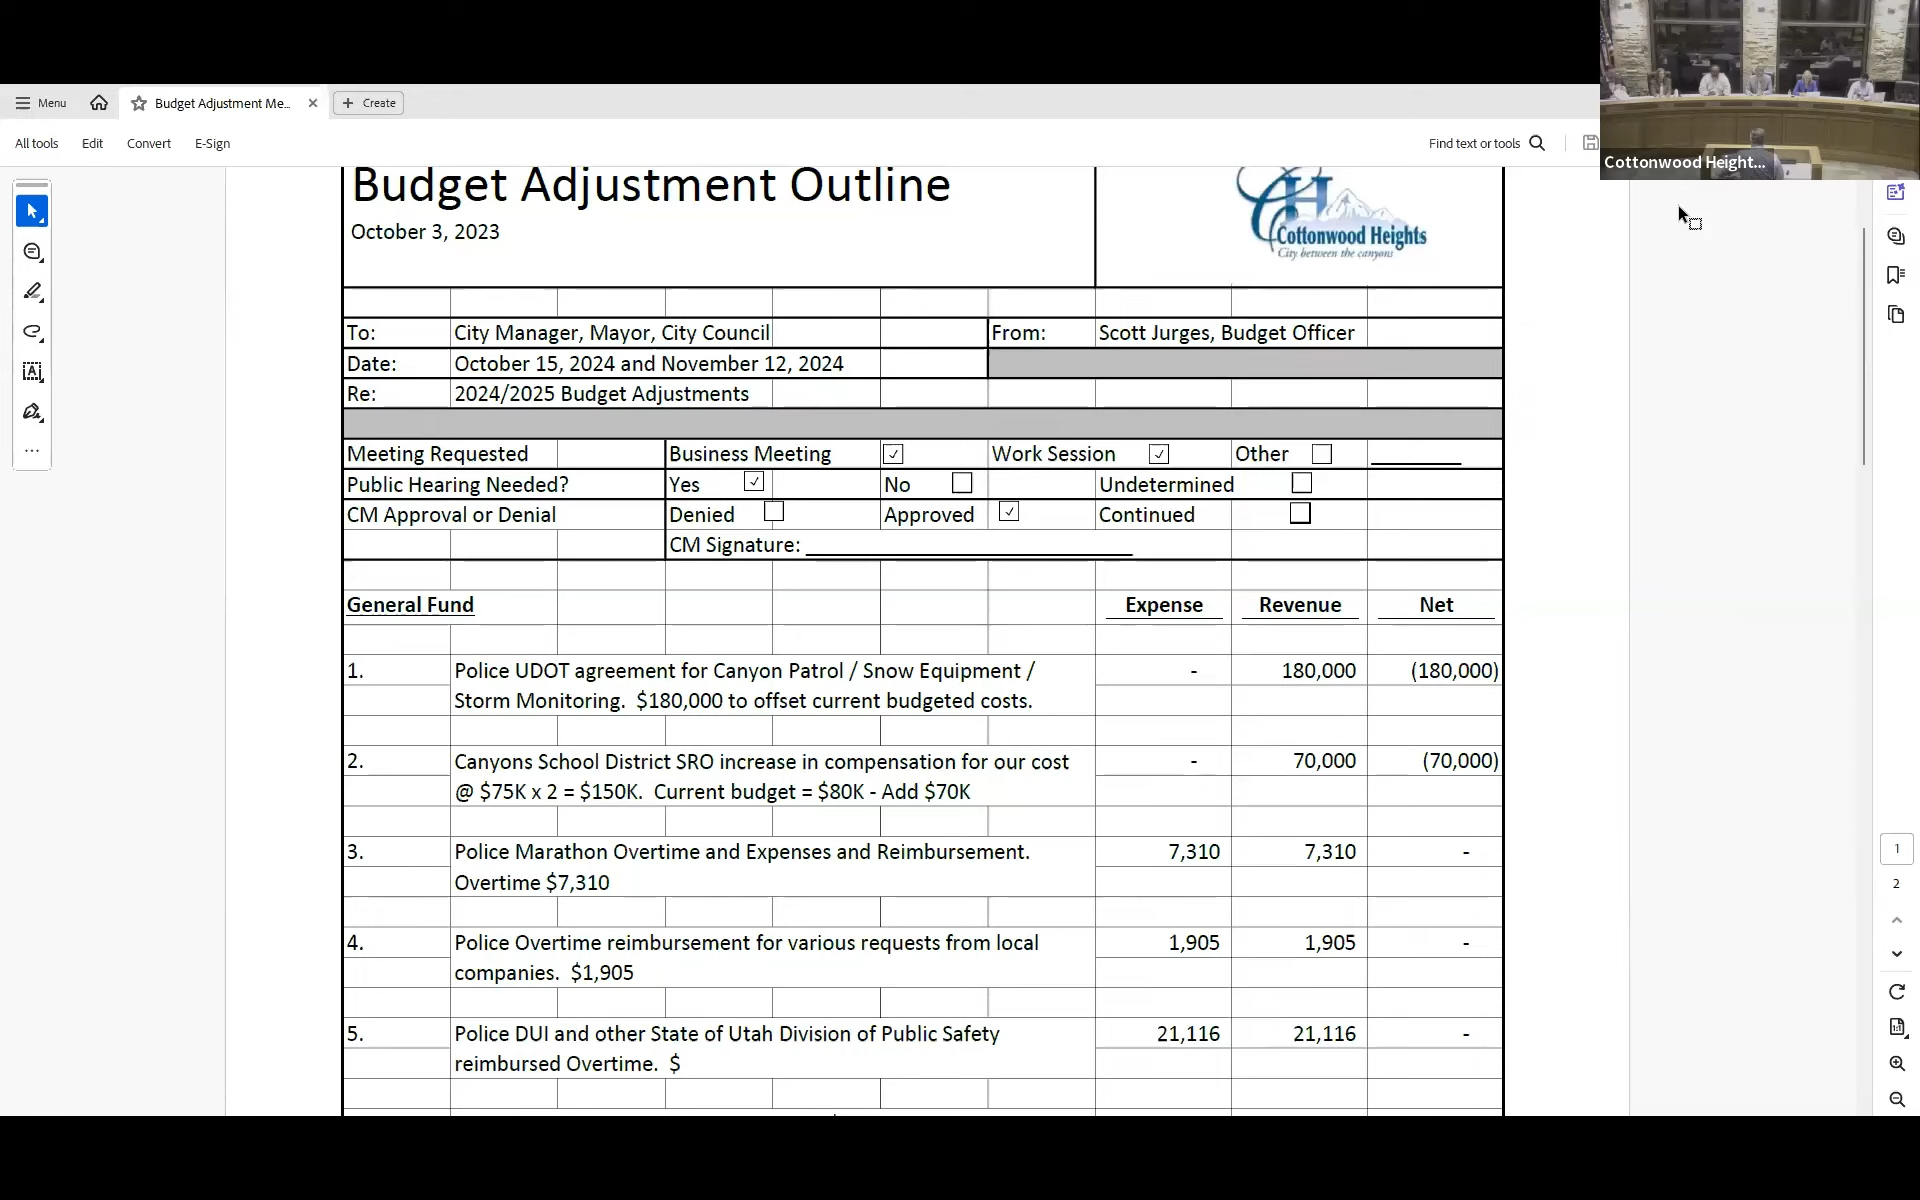 Menu
Budget Adjustment Me...
Create
All tools
Edit
Convert
E-Sign
Find text or tools
Cottonwood Height...
Budget Adjustment Outline
October 3, 2023
CH
Cottonwood Heights
City between the canyons
To: City Manager, Mayor, City Council From: Scott Jurges, Budget Officer
Date: October 15, 2024 and November 12, 2024
Re: 2024/2025 Budget Adjustments
Meeting Requested Business Meeting ✓ Work Session ✓ Other
Public Hearing Needed? Yes ✓ No Undetermined
CM Approval or Denial Denied Approved ✓ Continued
CM Signature:
General Fund Expense Revenue Net
1. Police UDOT agreement for Canyon Patrol / Snow Equipment / - 180,000 (180,000)
Storm Monitoring. $180,000 to offset current budgeted costs.
2. Canyons School District SRO increase in compensation for our cost - 70,000 (70,000)
@ $75K x 2 = $150K. Current budget = $80K - Add $70K
3. Police Marathon Overtime and Expenses and Reimbursement. 7,310 7,310 -
Overtime $7,310
4. Police Overtime reimbursement for various requests from local 1,905 1,905 -
companies. $1,905
5. Police DUI and other State of Utah Division of Public Safety 21,116 21,116 -
reimbursed Overtime. $
1
2